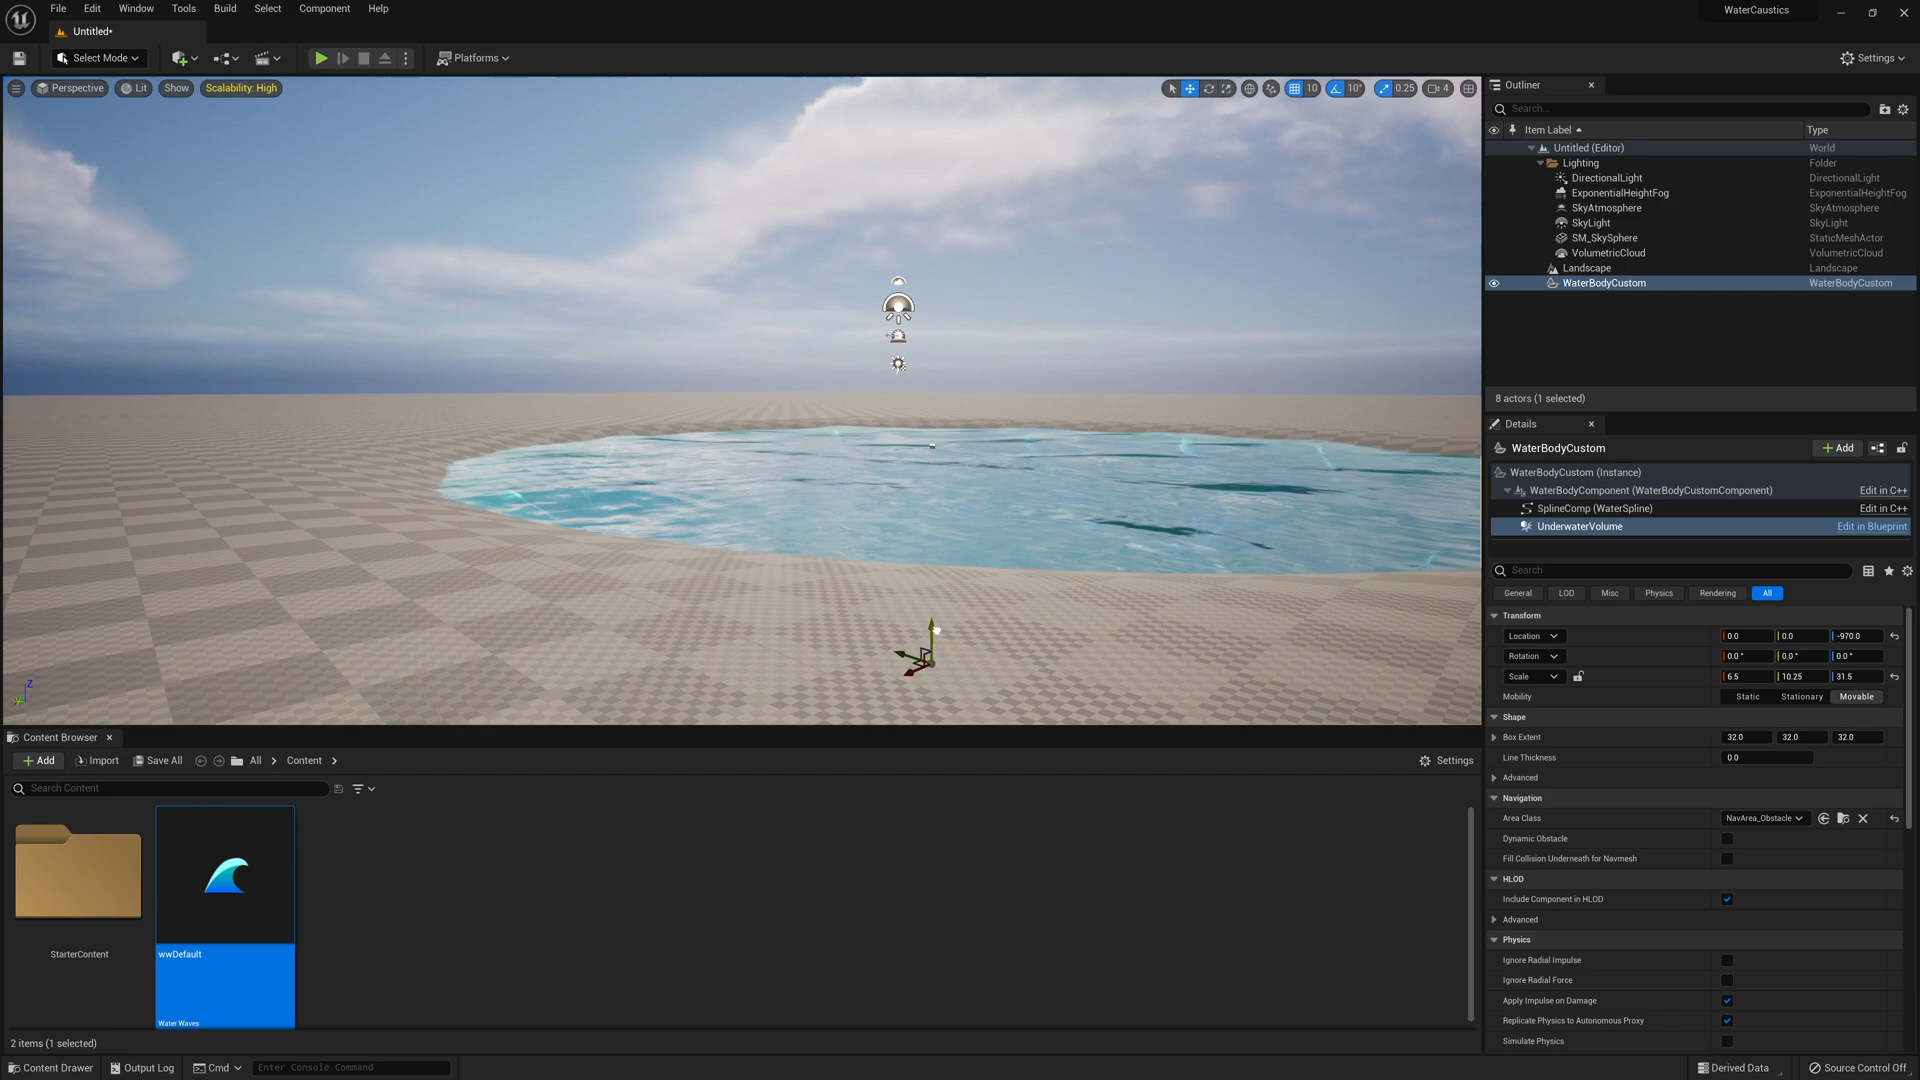 File Edit Window Tools Build Select Component Help
WaterCaustics
Untitled*
Select Mode
Platforms
Settings
Perspective Lit Show Scalability: High
10 10° 0.25 4
Outliner
Search...
Item Label Type
Untitled (Editor) World
Lighting Folder
DirectionalLight DirectionalLight
ExponentialHeightFog ExponentialHeightFog
SkyAtmosphere SkyAtmosphere
SkyLight SkyLight
SM_SkySphere StaticMeshActor
VolumetricCloud VolumetricCloud
Landscape Landscape
WaterBodyCustom WaterBodyCustom
8 actors (1 selected)
Details
WaterBodyCustom
Add
WaterBodyCustom (Instance)
WaterBodyComponent (WaterBodyCustomComponent) Edit in C++
SplineComp (WaterSpline) Edit in C++
UnderwaterVolume Edit in Blueprint
Search
General LOD Misc Physics Rendering All
Transform
Location 0.0 0.0 -970.0
Rotation 0.0 ° 0.0 ° 0.0 °
Scale 6.5 10.25 31.5
Mobility Static Stationary Movable
Shape
Box Extent 32.0 32.0 32.0
Line Thickness 0.0
Advanced
Navigation
Area Class NavArea_Obstacle
Dynamic Obstacle
Fill Collision Underneath for Navmesh
HLOD
Include Component in HLOD
Advanced
Physics
Ignore Radial Impulse
Ignore Radial Force
Apply Impulse on Damage
Replicate Physics to Autonomous Proxy
Simulate Physics
Z
Content Browser
Add Import Save All All Content Settings
Search Content
StarterContent
wwDefault
Water Waves
2 items (1 selected)
Content Drawer Output Log Cmd Enter Console Command
Derived Data Source Control Off